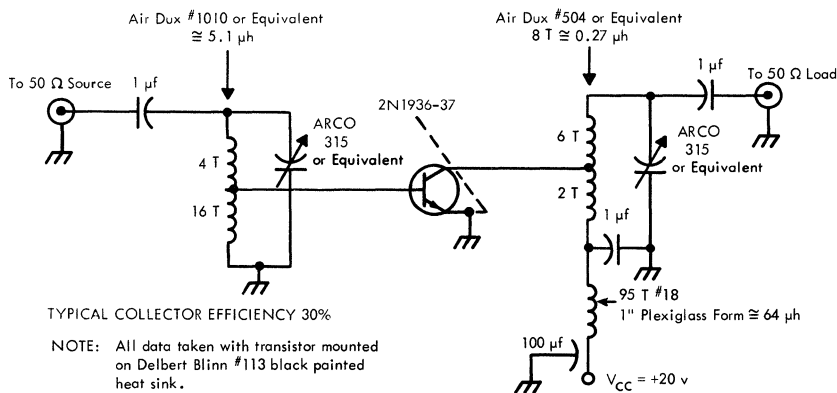 Air Dux #1010 or Equivalent
≅ 5.1 μh
Air Dux #504 or Equivalent
8 T ≅ 0.27 μh
To 50 Ω Source
1 μf
2N1936-37
1 μf
To 50 Ω Load
ARCO
315
or Equivalent
4 T
16 T
6 T
2 T
ARCO
315
or Equivalent
1 μf
95 T #18
1" Plexiglass Form ≅ 64 μh
100 μf
VCC = +20 v
TYPICAL COLLECTOR EFFICIENCY 30%
NOTE: All data taken with transistor mounted
on Delbert Blinn #113 black painted
heat sink.